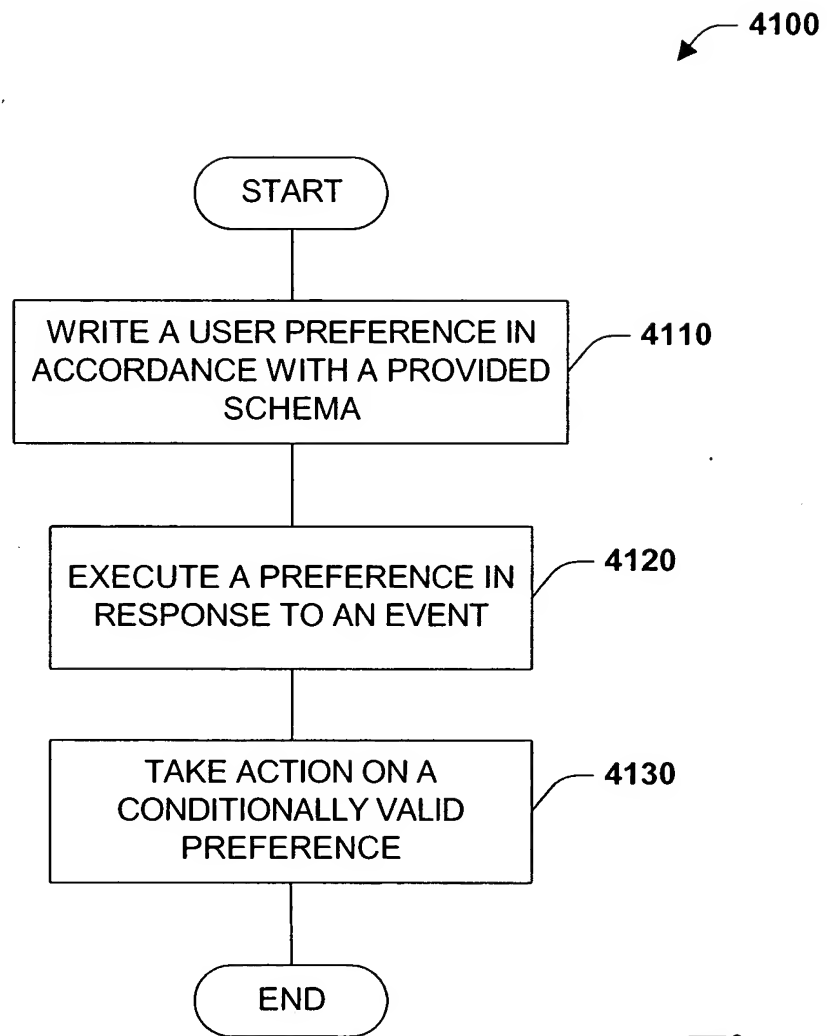 4100
START
WRITE A USER PREFERENCE IN
ACCORDANCE WITH A PROVIDED
SCHEMA
4110
EXECUTE A PREFERENCE IN
RESPONSE TO AN EVENT
4120
TAKE ACTION ON A
CONDITIONALLY VALID
PREFERENCE
4130
END